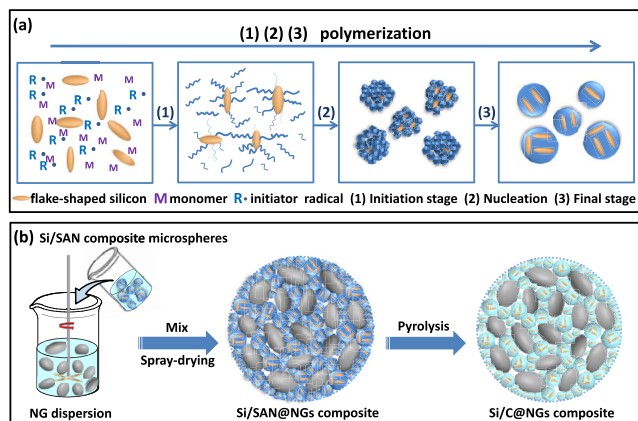 (a)
(1) (2) (3) polymerization
R• M M M
R• M R•
R• R• M
M M R•
R• M M
R• R• M
(1)
(2)
(3)
flake-shaped silicon M monomer R• initiator radical (1) Initiation stage (2) Nucleation (3) Final stage
(b) Si/SAN composite microspheres
Mix
Spray-drying
Pyrolysis
NG dispersion
Si/SAN@NGs composite
Si/C@NGs composite